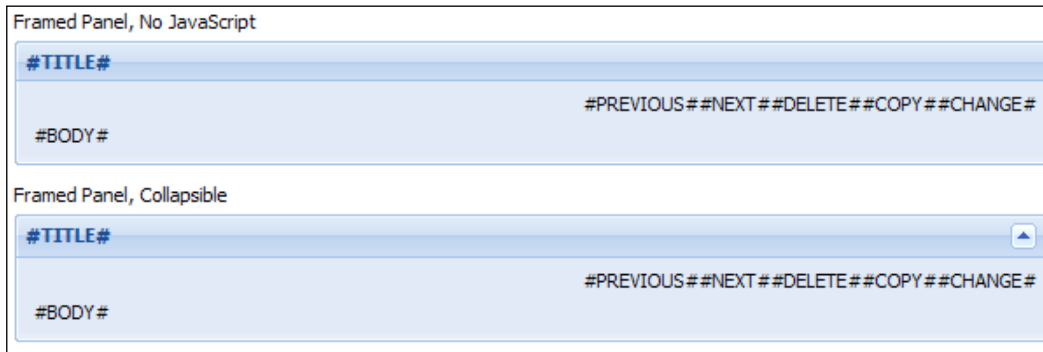 Framed Panel, No JavaScript
#TITLE#
#PREVIOUS##NEXT##DELETE##COPY##CHANGE#
#BODY#
Framed Panel, Collapsible
#TITLE#
#PREVIOUS##NEXT##DELETE##COPY##CHANGE#
#BODY#